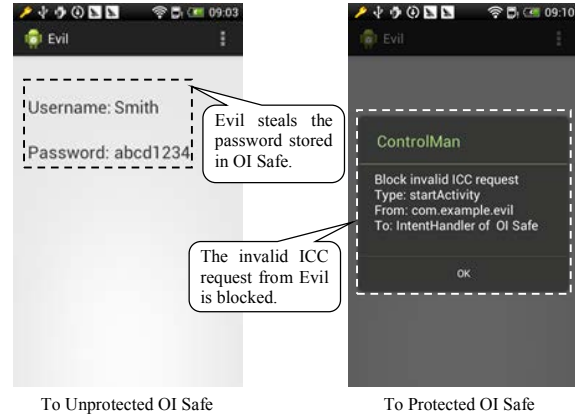 09:03
Evil
Username: Smith
Password: abcd1234
Evil steals the
password stored
in OI Safe.
The invalid ICC
request from Evil
is blocked.
To Unprotected OI Safe
09:10
Evil
ControlMan
Block invalid ICC request
Type: startActivity
From: com.example.evil
To: IntentHandler of OI Safe
OK
To Protected OI Safe